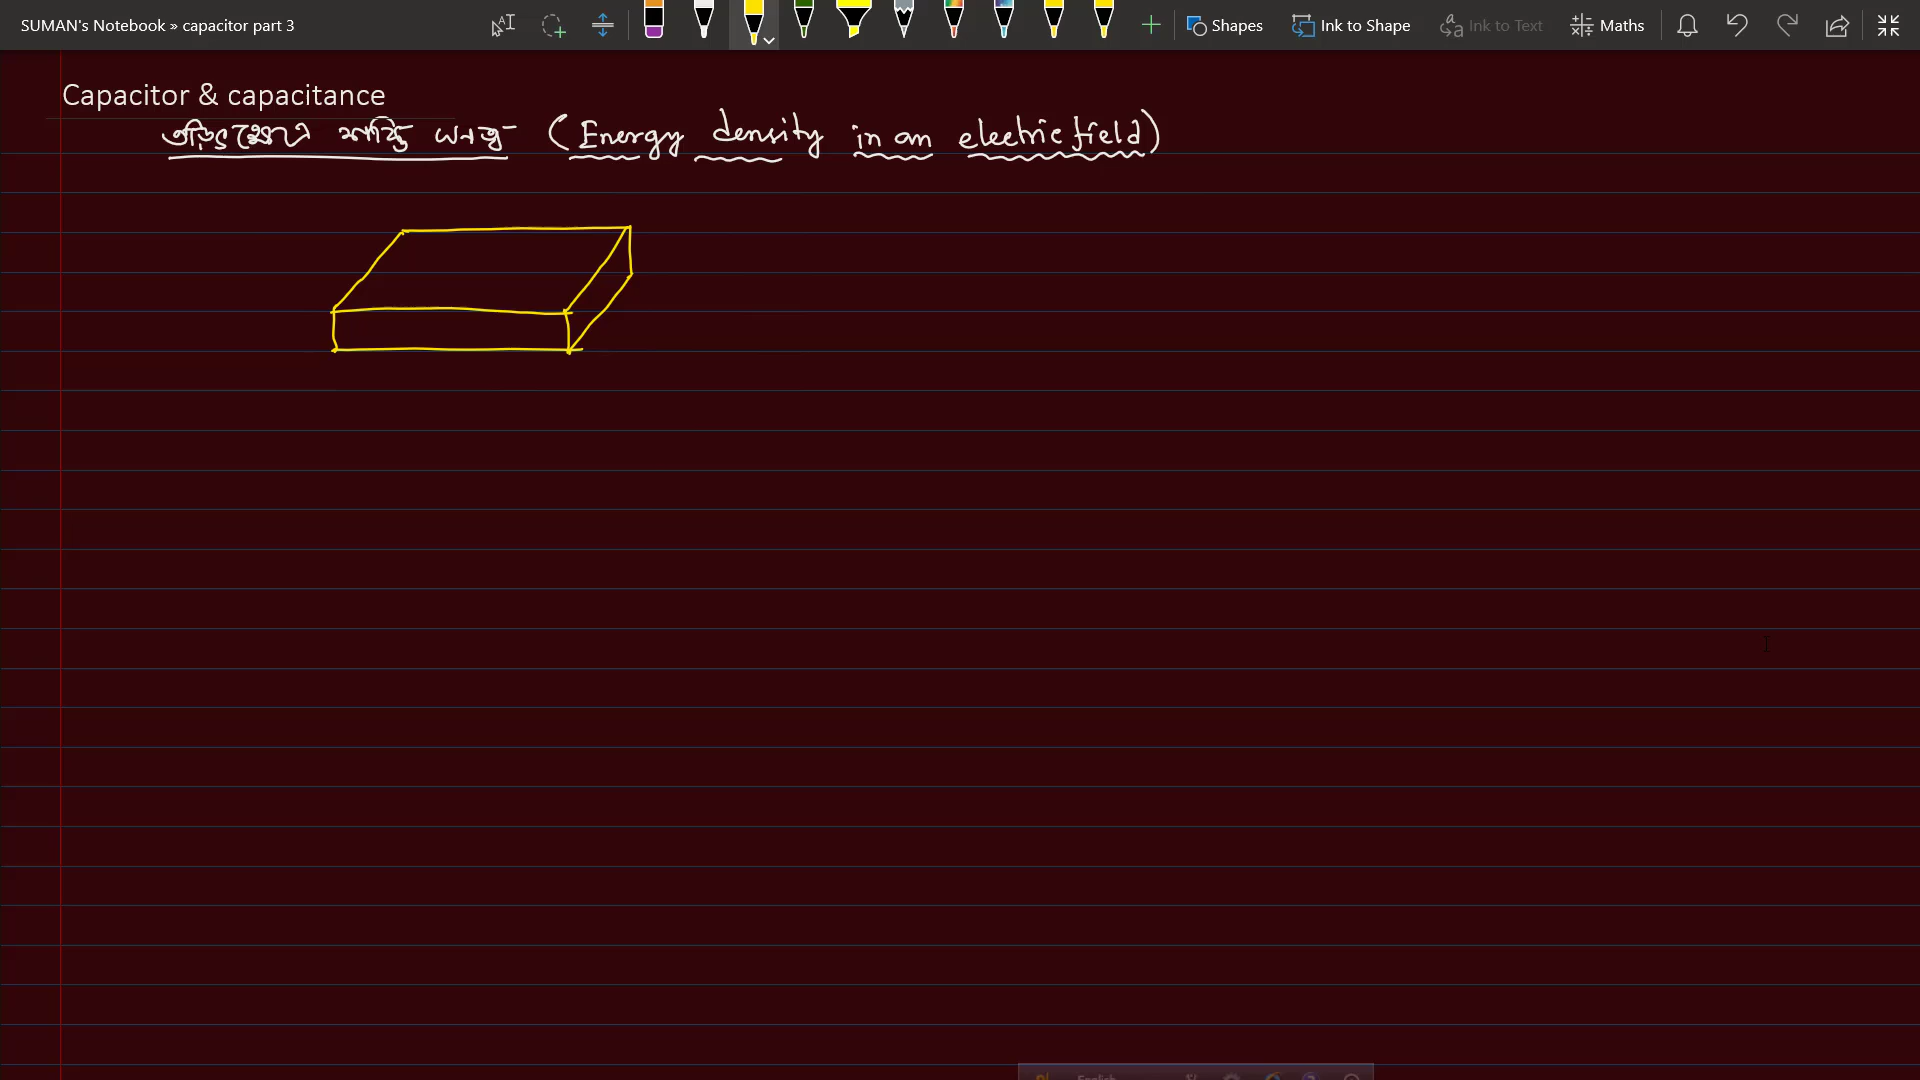 SUMAN's Notebook » capacitor part 3
Shapes
Ink to Shape
Ink to Text
Maths
Capacitor & capacitance
তড়িৎক্ষেত্রে শক্তি ঘনত্ব (Energy density in an electric field)
English